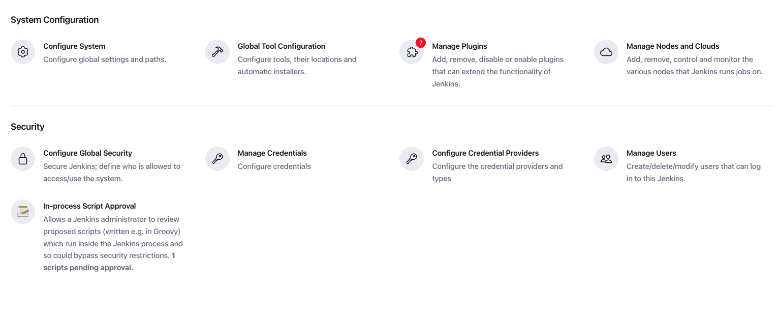 System Configuration
Configure System
Configure global settings and paths.
Global Tool Configuration
Configure tools, their locations and
automatic installers.
Manage Plugins
Add, remove, disable or enable plugins
that can extend the functionality of
Jenkins.
Manage Nodes and Clouds
Add, remove, control and monitor the
various nodes that Jenkins runs jobs on.
Security
Configure Global Security
Secure Jenkins; define who is allowed to
access/use the system.
Manage Credentials
Configure credentials
Configure Credential Providers
Configure the credential providers and
types
Manage Users
Create/delete/modify users that can log
in to this Jenkins.
In-process Script Approval
Allows a Jenkins administrator to review
proposed scripts (written e.g. in Groovy)
which run inside the Jenkins process and
so could bypass security restrictions. 1
scripts pending approval.